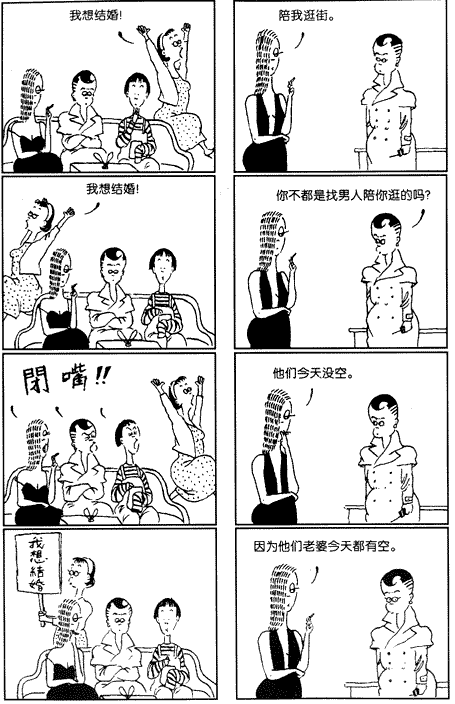 我想结婚!
我想结婚!
閉嘴!!
我想結婚
陪我逛街。
你不都是找男人陪你逛的吗?
他们今天没空。
因为他们老婆今天都有空。